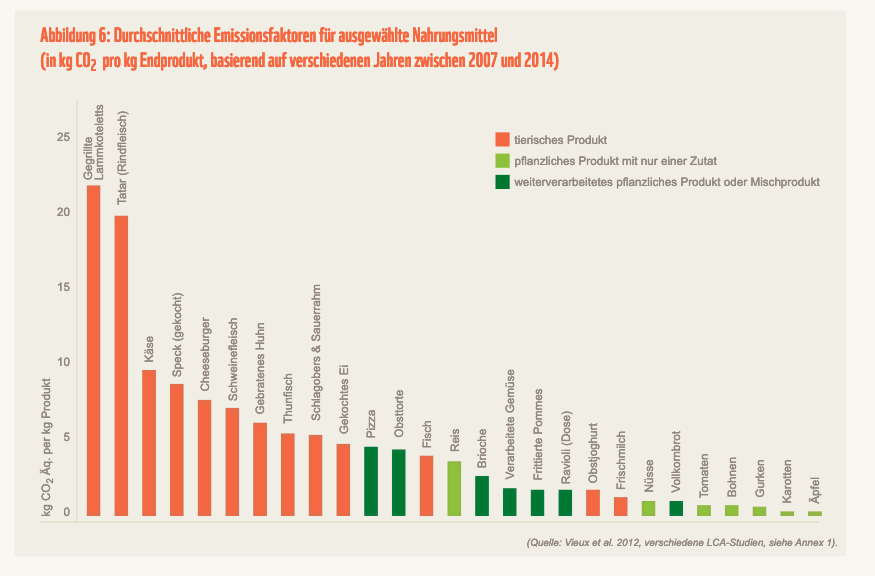 Abbildung 6: Durchschnittliche Emissionsfaktoren für ausgewählte Nahrungsmittel
(in kg CO2 pro kg Endprodukt, basierend auf verschiedenen Jahren zwischen 2007 und 2014)
tierisches Produkt
pflanzliches Produkt mit nur einer Zutat
weiterverarbeitetes pflanzliches Produkt oder Mischprodukt
kg CO2 Äq. per kg Produkt
25
20
15
10
5
0
Gegrillte
Lammkoteletts
Tatar (Rindfleisch)
Käse
Speck (gekocht)
Cheeseburger
Schweinefleisch
Gebratenes Huhn
Thunfisch
Schlagobers & Sauerrahm
Gekochtes Ei
Pizza
Obsttorte
Fisch
Reis
Brioche
Verarbeitete Gemüse
Frittierte Pommes
Ravioli (Dose)
Obstjoghurt
Frischmilch
Nüsse
Vollkornbrot
Tomaten
Bohnen
Gurken
Karotten
Äpfel
(Quelle: Vieux et al. 2012, verschiedene LCA-Studien, siehe Annex 1).